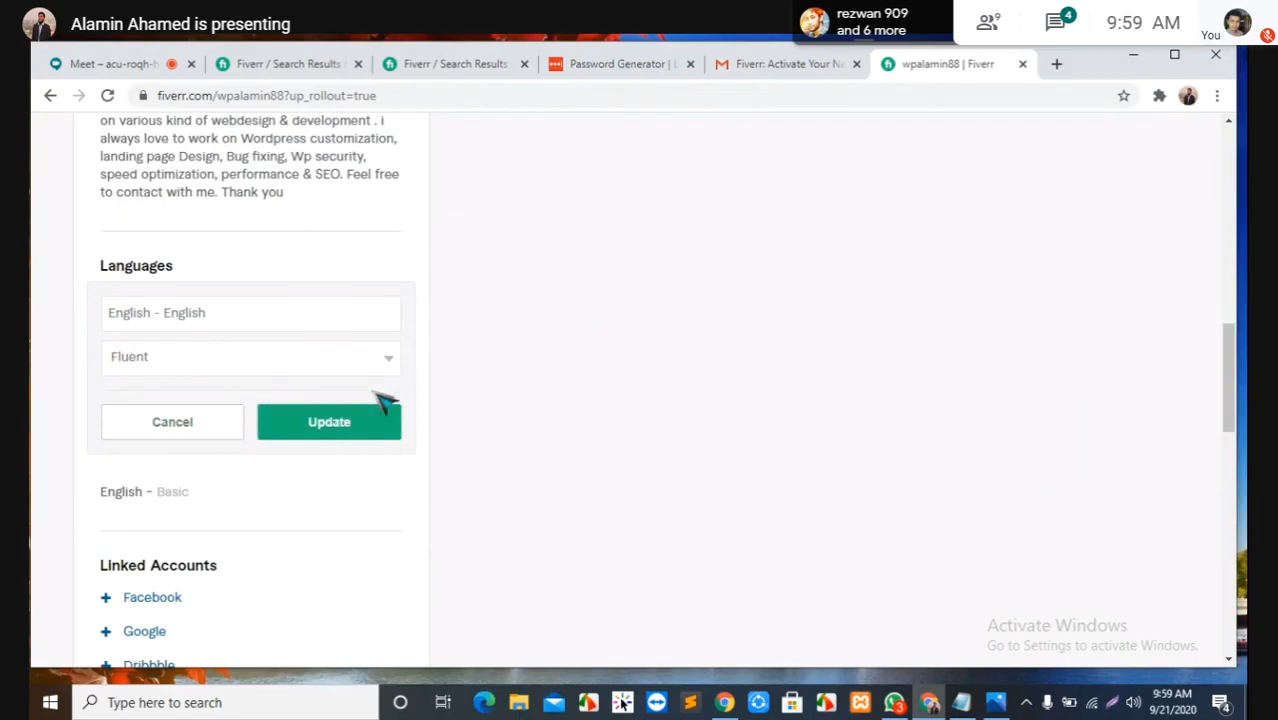 Alamin Ahamed is presenting
rezwan 909
and 6 more
9
4
9:59 AM
You
Meet – acu-roqh-h
Fiverr / Search Results
Fiverr / Search Results
Password Generator | L
Fiverr: Activate Your Ne
wpalamin88 | Fiverr
fiverr.com/wpalamin88?up_rollout=true
on various kind of webdesign & development . i
always love to work on Wordpress customization,
landing page Design, Bug fixing, Wp security,
speed optimization, performance & SEO. Feel free
to contact with me. Thank you
Languages
English - English
Fluent
Cancel
Update
English - Basic
Linked Accounts
+ Facebook
+ Google
+ Dribbble
Activate Windows
Go to Settings to activate Windows.
Type here to search
3
9:59 AM
9/21/2020
4